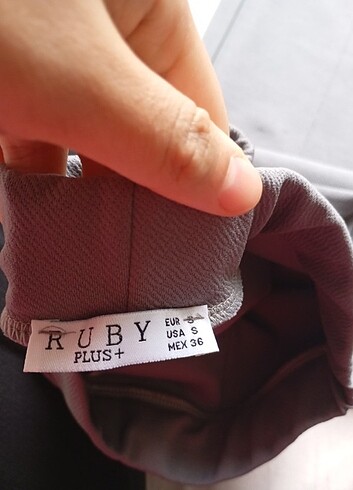 RUBY
PLUS+
EUR S
USA S
MEX 36